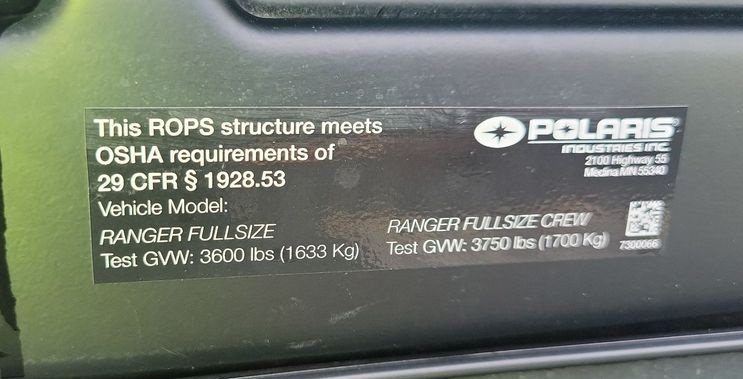 This ROPS structure meets
OSHA requirements of
29 CFR § 1928.53
Vehicle Model:
RANGER FULLSIZE
Test GVW: 3600 lbs (1633 Kg)
POLARIS
INDUSTRIES INC.
2100 Highway 55
Medina MN 55340
RANGER FULLSIZE CREW
Test GVW: 3750 lbs (1700 Kg)
7300066